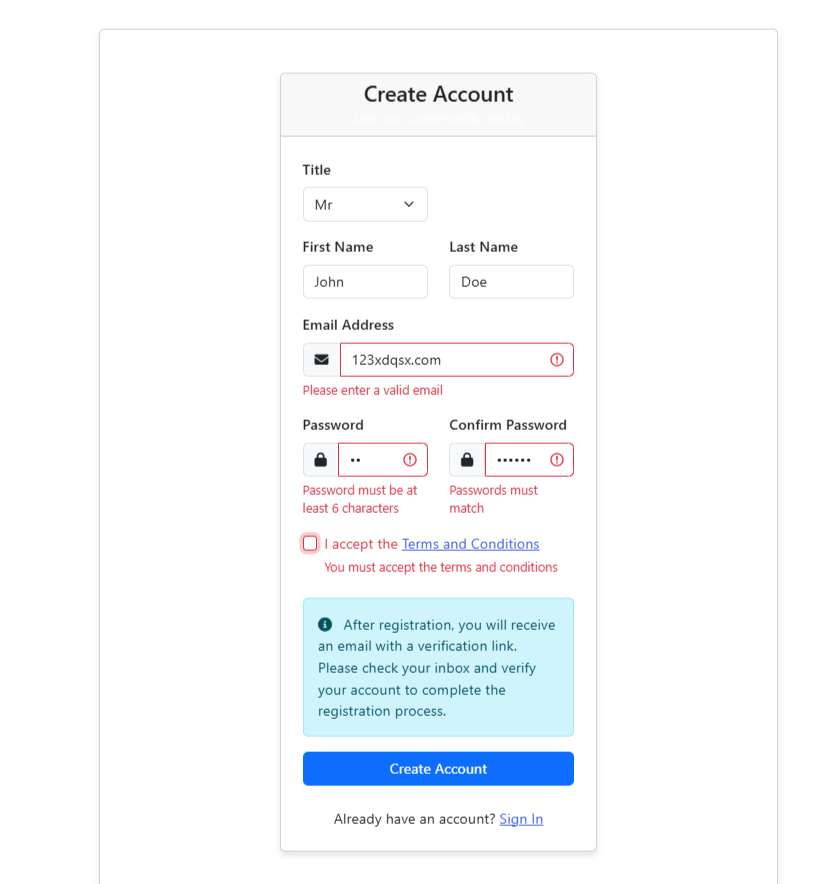 Create Account
Title
Mr
First Name Last Name
John Doe
Email Address
123xdqsx.com
Please enter a valid email
Password Confirm Password
•• ••••••
Password must be at Passwords must
least 6 characters match
I accept the Terms and Conditions
You must accept the terms and conditions
After registration, you will receive
an email with a verification link.
Please check your inbox and verify
your account to complete the
registration process.
Create Account
Already have an account? Sign In